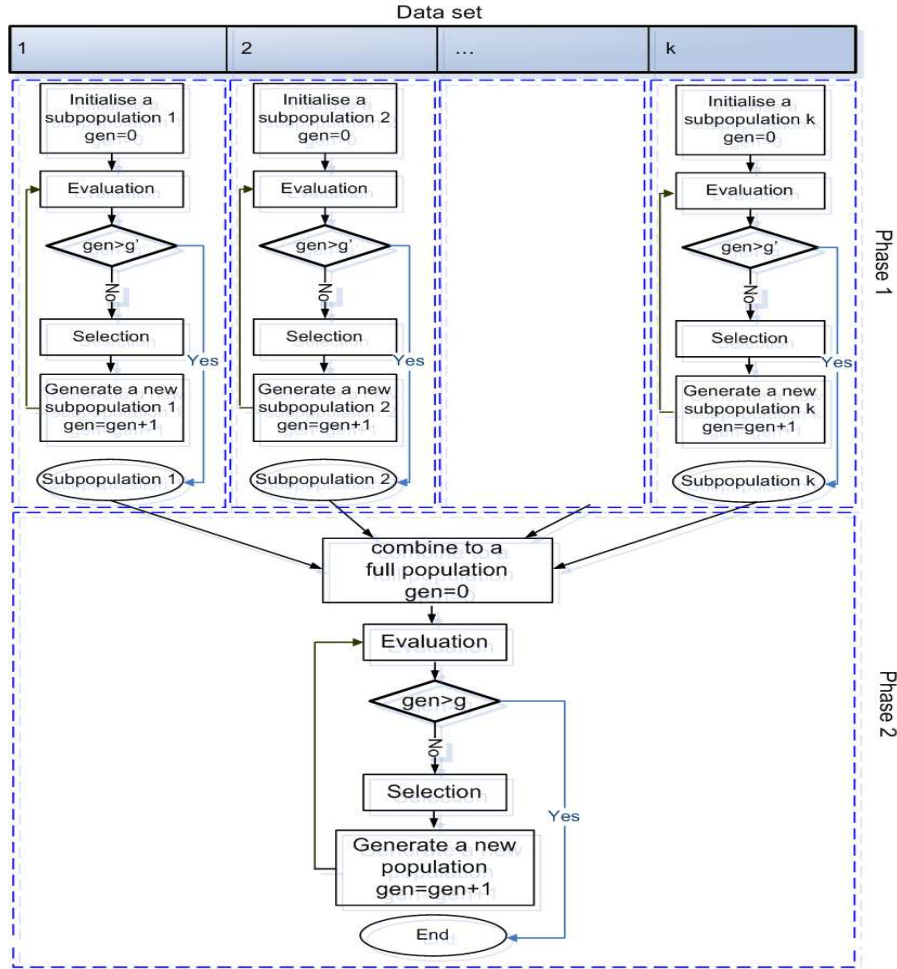 Data set
1
2
...
k
Initialise a
subpopulation 1
gen=0
Evaluation
gen>g’
No
Selection
Yes
Generate a new
subpopulation 1
gen=gen+1
Subpopulation 1
Initialise a
subpopulation 2
gen=0
Evaluation
gen>g’
No
Selection
Yes
Generate a new
subpopulation 2
gen=gen+1
Subpopulation 2
Initialise a
subpopulation k
gen=0
Evaluation
gen>g’
No
Selection
Yes
Generate a new
subpopulation k
gen=gen+1
Subpopulation k
Phase 1
combine to a
full population
gen=0
Evaluation
gen>g
No
Selection
Yes
Generate a new
population
gen=gen+1
End
Phase 2